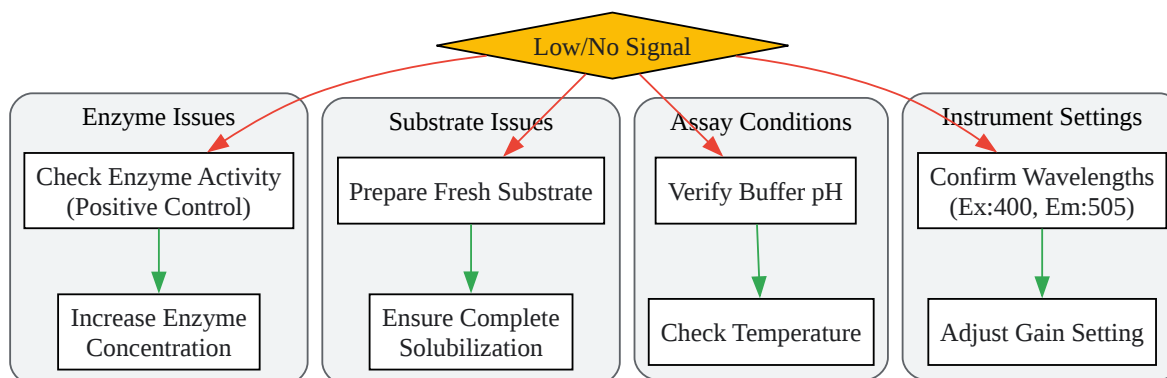 Low/No Signal
Enzyme Issues
Check Enzyme Activity
(Positive Control)
Increase Enzyme
Concentration
Substrate Issues
Prepare Fresh Substrate
Ensure Complete
Solubilization
Assay Conditions
Verify Buffer pH
Check Temperature
Instrument Settings
Confirm Wavelengths
(Ex:400, Em:505)
Adjust Gain Setting